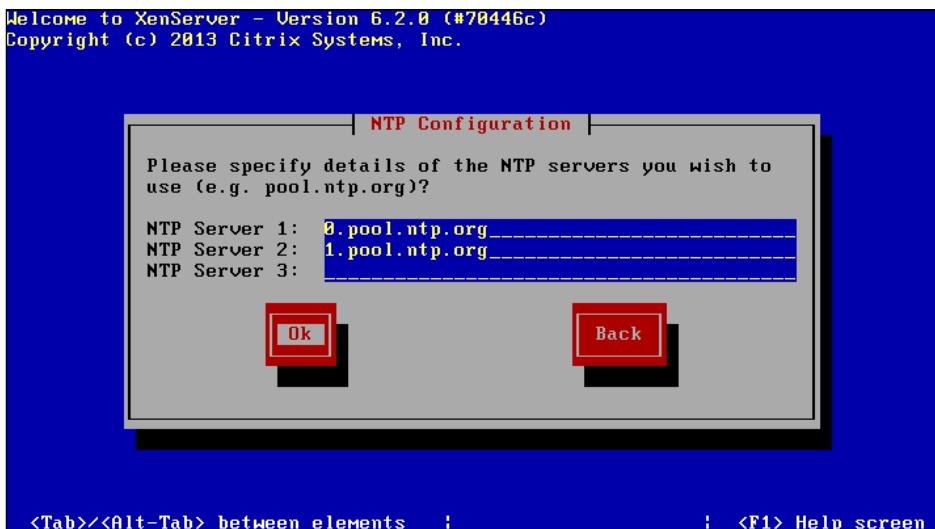 Welcome to XenServer - Version 6.2.0 (#70446c)
Copyright (c) 2013 Citrix Systems, Inc.
NTP Configuration
Please specify details of the NTP servers you wish to
use (e.g. pool.ntp.org)?
NTP Server 1: 0.pool.ntp.org
NTP Server 2: 1.pool.ntp.org
NTP Server 3:
Ok Back
<Tab>/<Alt-Tab> between elements ¦ ¦ <F1> Help screen